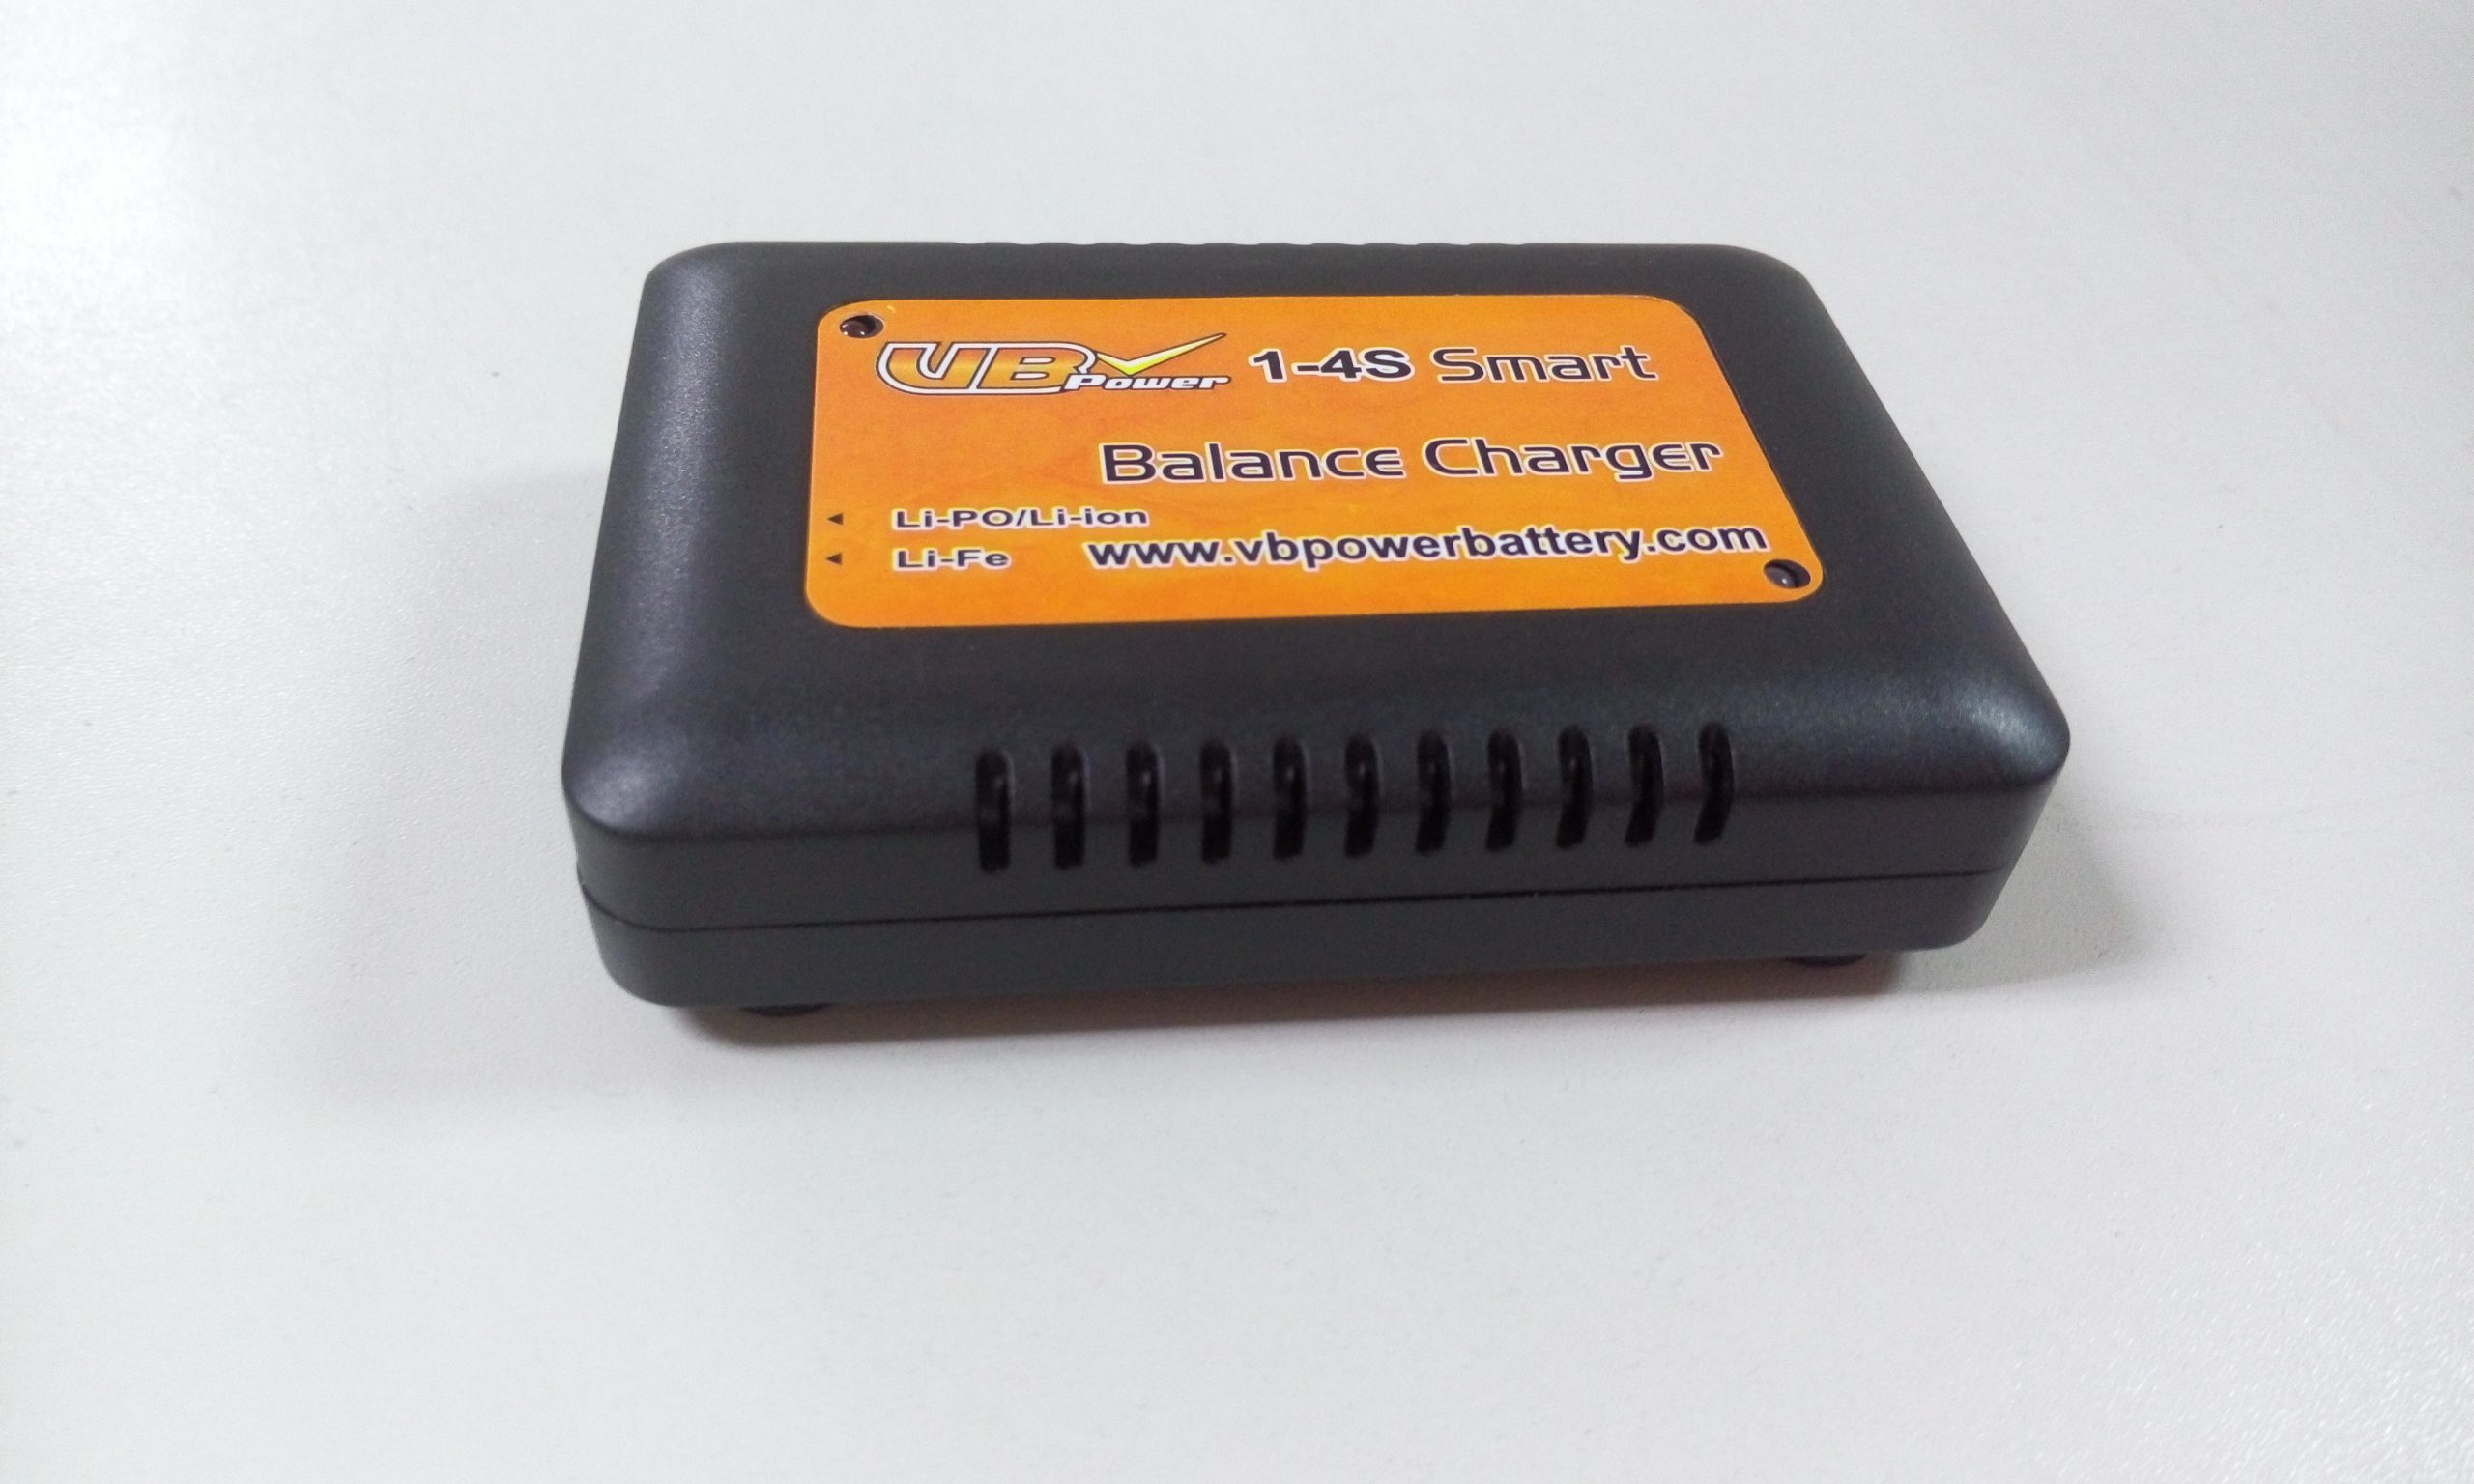 VB Power 1-4S Smart
Balance Charger
Li-PO/Li-ion
Li-Fe
www.vbpowerbattery.com